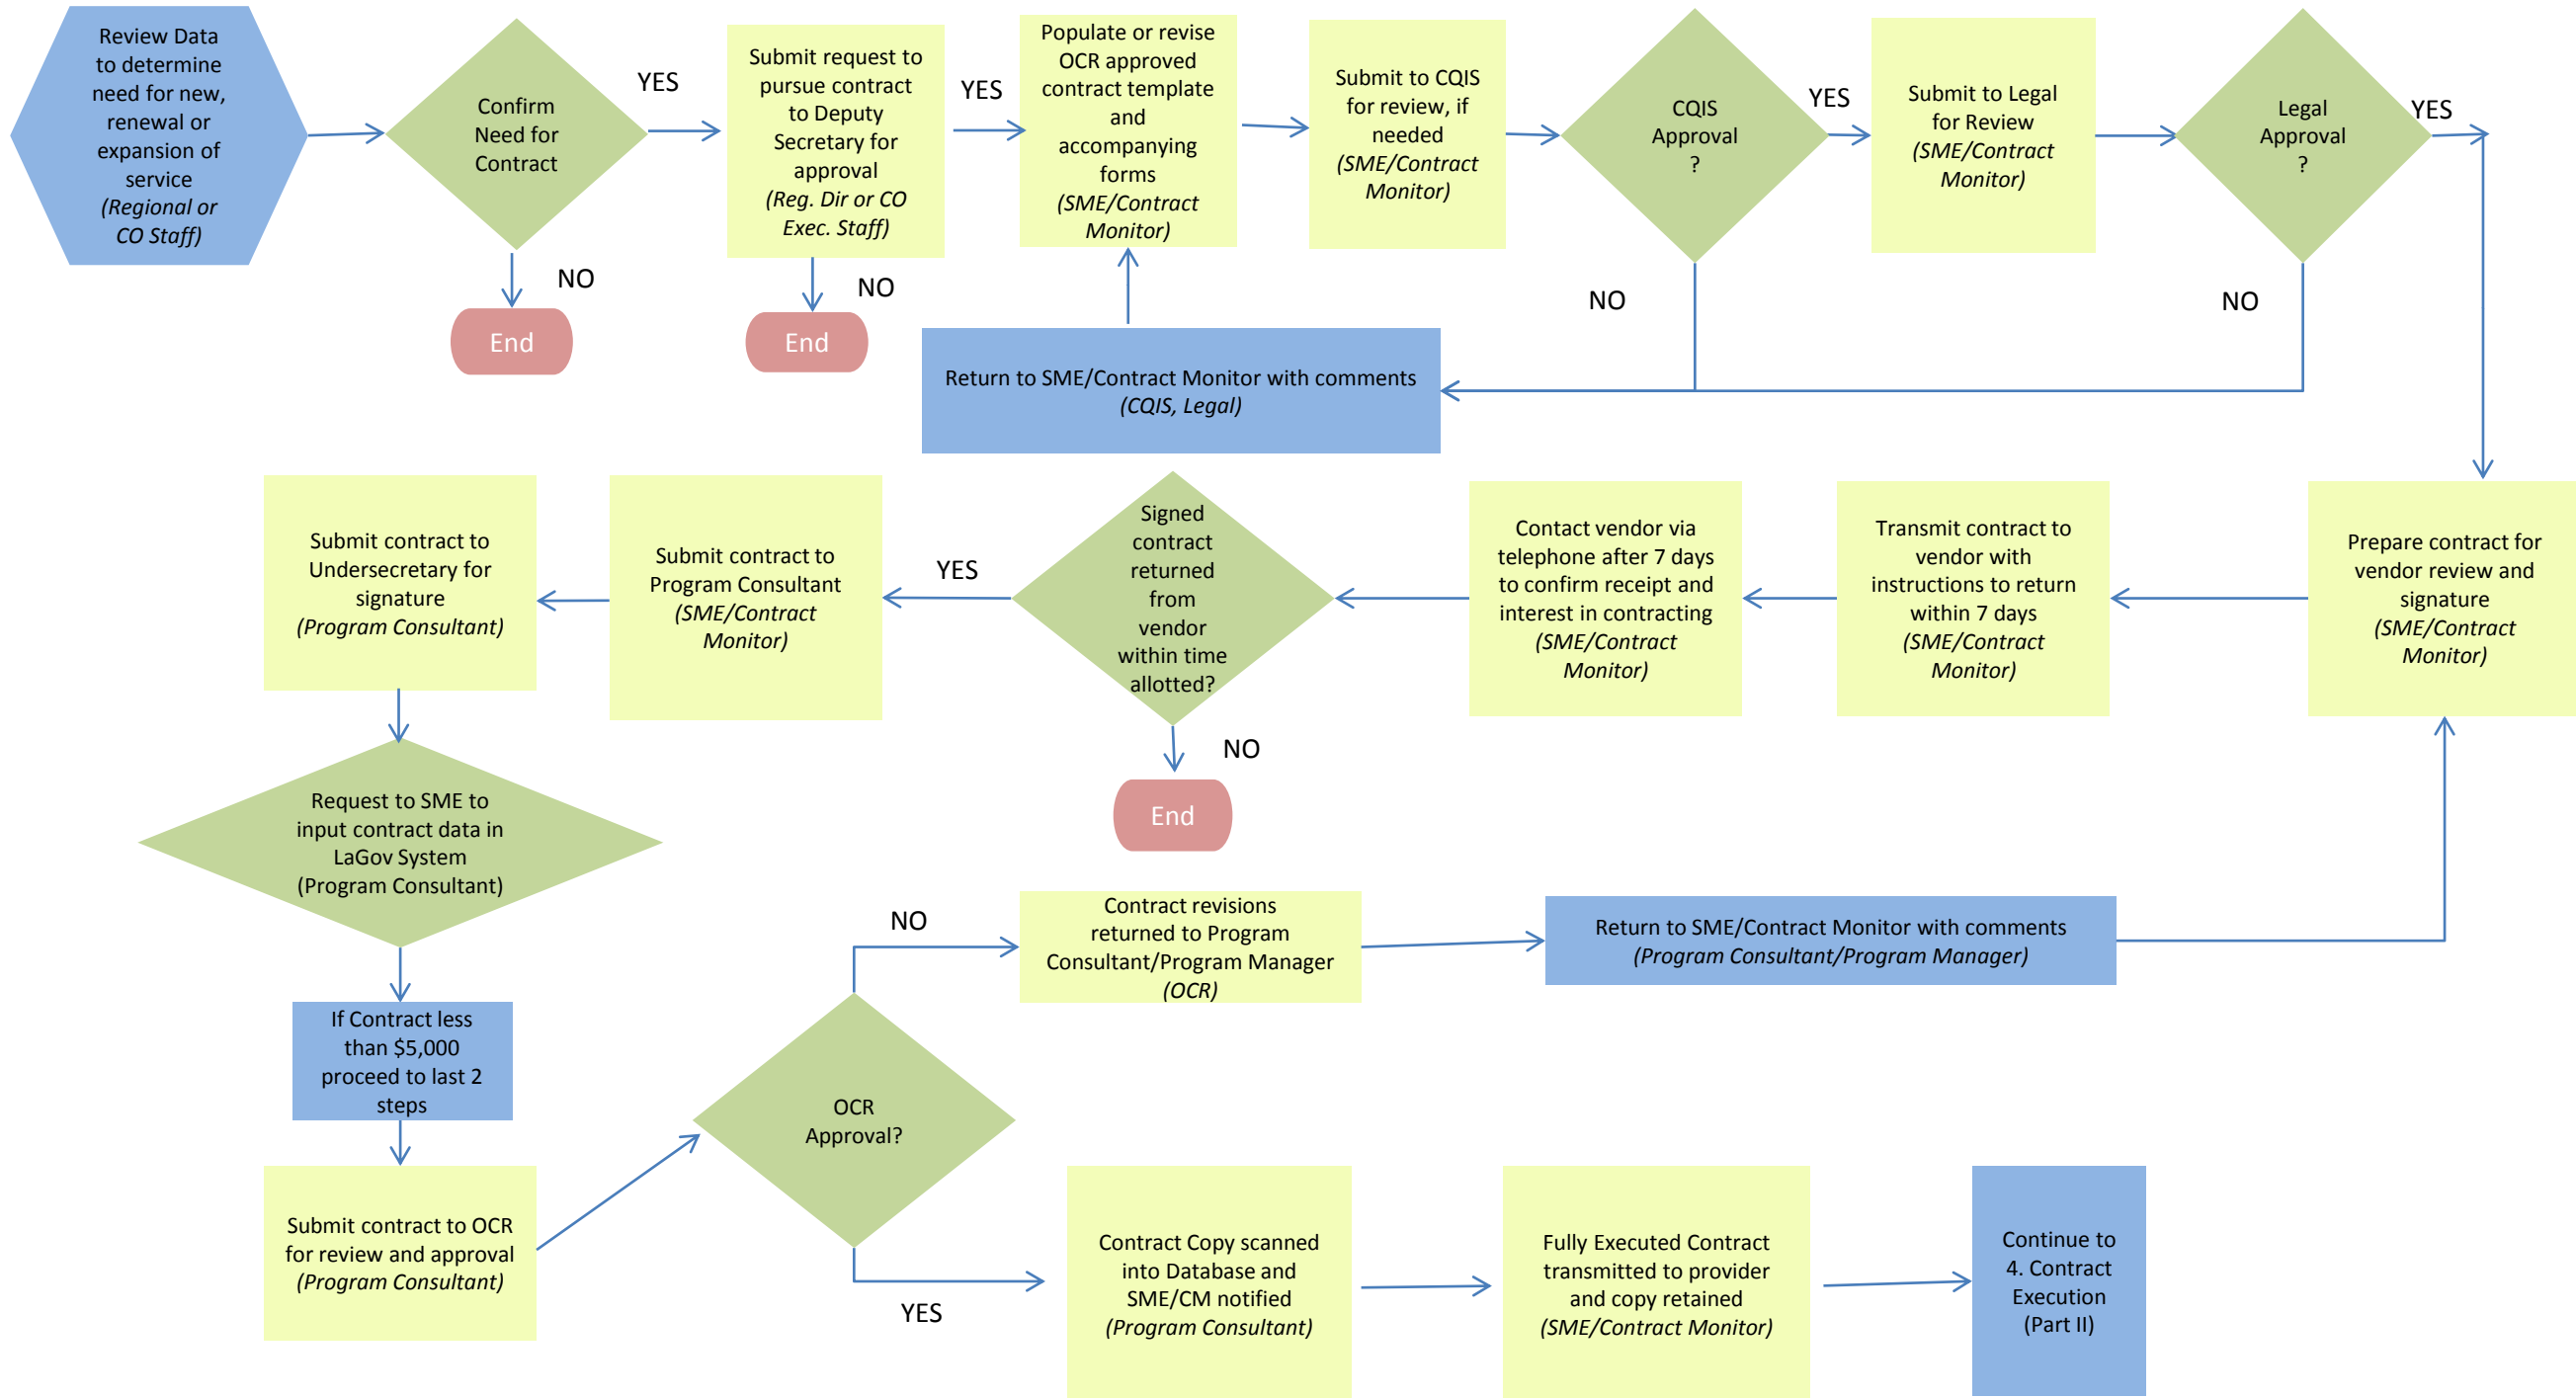 Review Data
to determine
need for new,
renewal or
expansion of
service
(Regional or
CO Staff)
Confirm
Need for
Contract
YES
NO
End
Submit request to
pursue contract
to Deputy
Secretary for
approval
(Reg. Dir or CO
Exec. Staff)
YES
NO
End
Populate or revise
OCR approved
contract template
and
accompanying
forms
(SME/Contract
Monitor)
Submit to CQIS
for review, if
needed
(SME/Contract
Monitor)
CQIS
Approval
?
YES
NO
Submit to Legal
for Review
(SME/Contract
Monitor)
Legal
Approval
?
YES
NO
Return to SME/Contract Monitor with comments
(CQIS, Legal)
Prepare contract for
vendor review and
signature
(SME/Contract
Monitor)
Transmit contract to
vendor with
instructions to return
within 7 days
(SME/Contract
Monitor)
Contact vendor via
telephone after 7 days
to confirm receipt and
interest in contracting
(SME/Contract
Monitor)
Signed
contract
returned
from
vendor
within time
allotted?
YES
NO
End
Submit contract to
Program Consultant
(SME/Contract
Monitor)
Submit contract to
Undersecretary for
signature
(Program Consultant)
Request to SME to
input contract data in
LaGov System
(Program Consultant)
If Contract less
than $5,000
proceed to last 2
steps
Submit contract to OCR
for review and approval
(Program Consultant)
OCR
Approval?
NO
Contract revisions
returned to Program
Consultant/Program Manager
(OCR)
Return to SME/Contract Monitor with comments
(Program Consultant/Program Manager)
YES
Contract Copy scanned
into Database and
SME/CM notified
(Program Consultant)
Fully Executed Contract
transmitted to provider
and copy retained
(SME/Contract Monitor)
Continue to
4. Contract
Execution
(Part II)